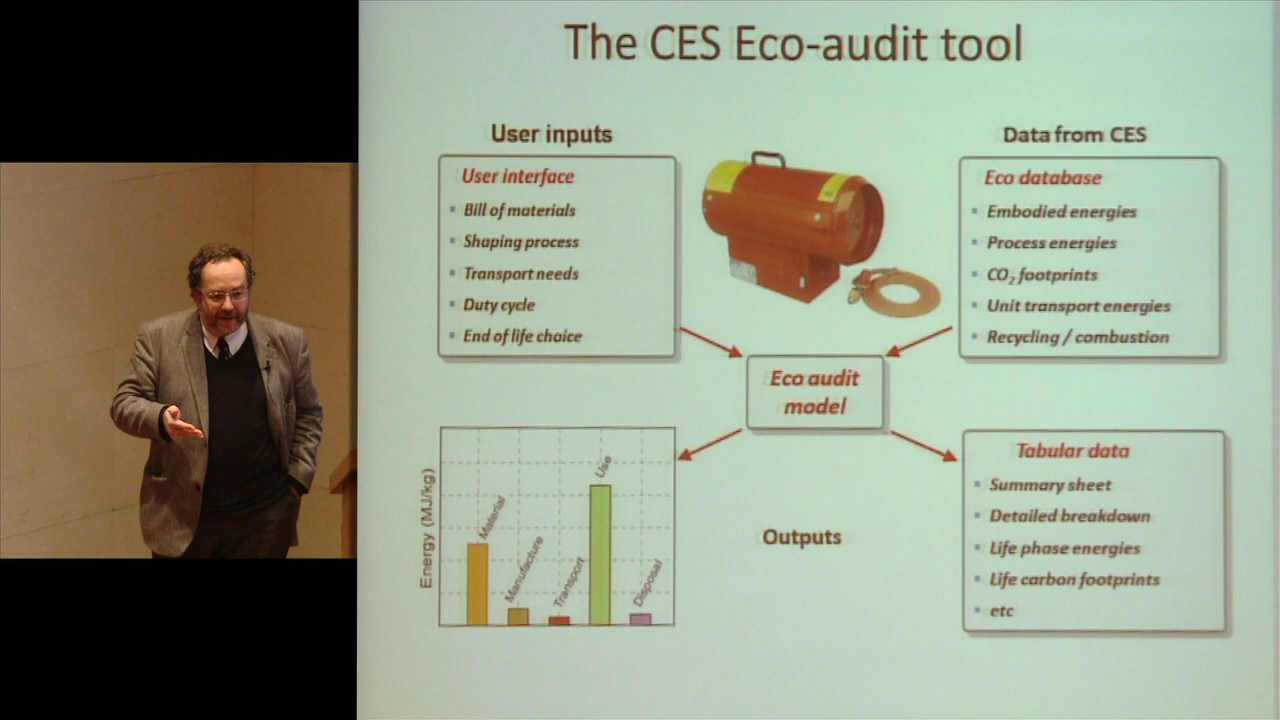 The CES Eco-audit tool
User inputs
User interface
Bill of materials
Shaping process
Transport needs
Duty cycle
End of life choice
Data from CES
Eco database
Embodied energies
Process energies
CO₂ footprints
Unit transport energies
Recycling / combustion
Eco audit
model
Energy (MJ/kg)
Material
Manufacture
Transport
Use
Disposal
Outputs
Tabular data
Summary sheet
Detailed breakdown
Life phase energies
Life carbon footprints
etc